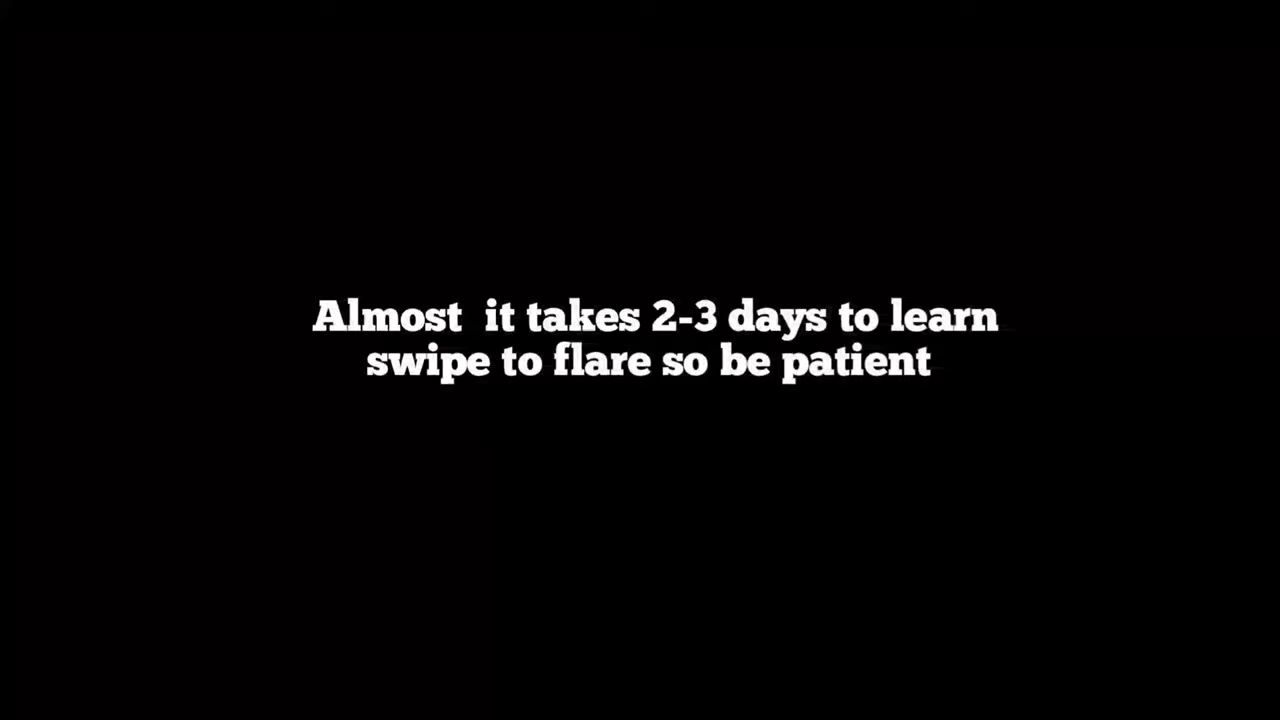 Almost  it takes 2-3 days to learn
swipe to flare so be patient